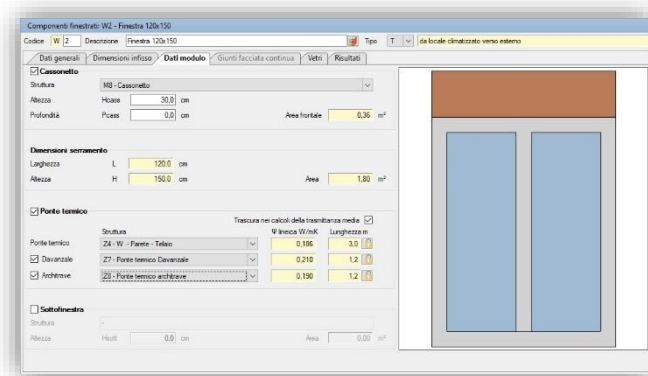 Componenti finestrati: W2 - Finestra 120x150
Codice W 2 Descrizione Finestra 120x150 Tipo T da locale climatizzato verso esterno
Dati generali Dimensioni infisso Dati modulo Giunti facciata continua Vetri Risultati
Cassonetto
Struttura M8 - Cassonetto
Altezza Hcass 30,0 cm
Profondità Pcass 0,0 cm Area frontale 0,36 m²
Dimensioni serramento
Larghezza L 120,0 cm
Altezza H 150,0 cm Area 1,80 m²
Ponte termico
Trascura nei calcoli della trasmittanza media
Struttura Ψ lineica W/mK Lunghezza m
Ponte termico Z4 - W - Parete - Telaio 0,186 3,0
Davanzale Z7 - Ponte termico Davanzale 0,210 1,2
Architrave Z8 - Ponte termico architrave 0,190 1,2
Sottofinestra
Struttura -
Altezza Hsott 0,0 cm Area 0,00 m²